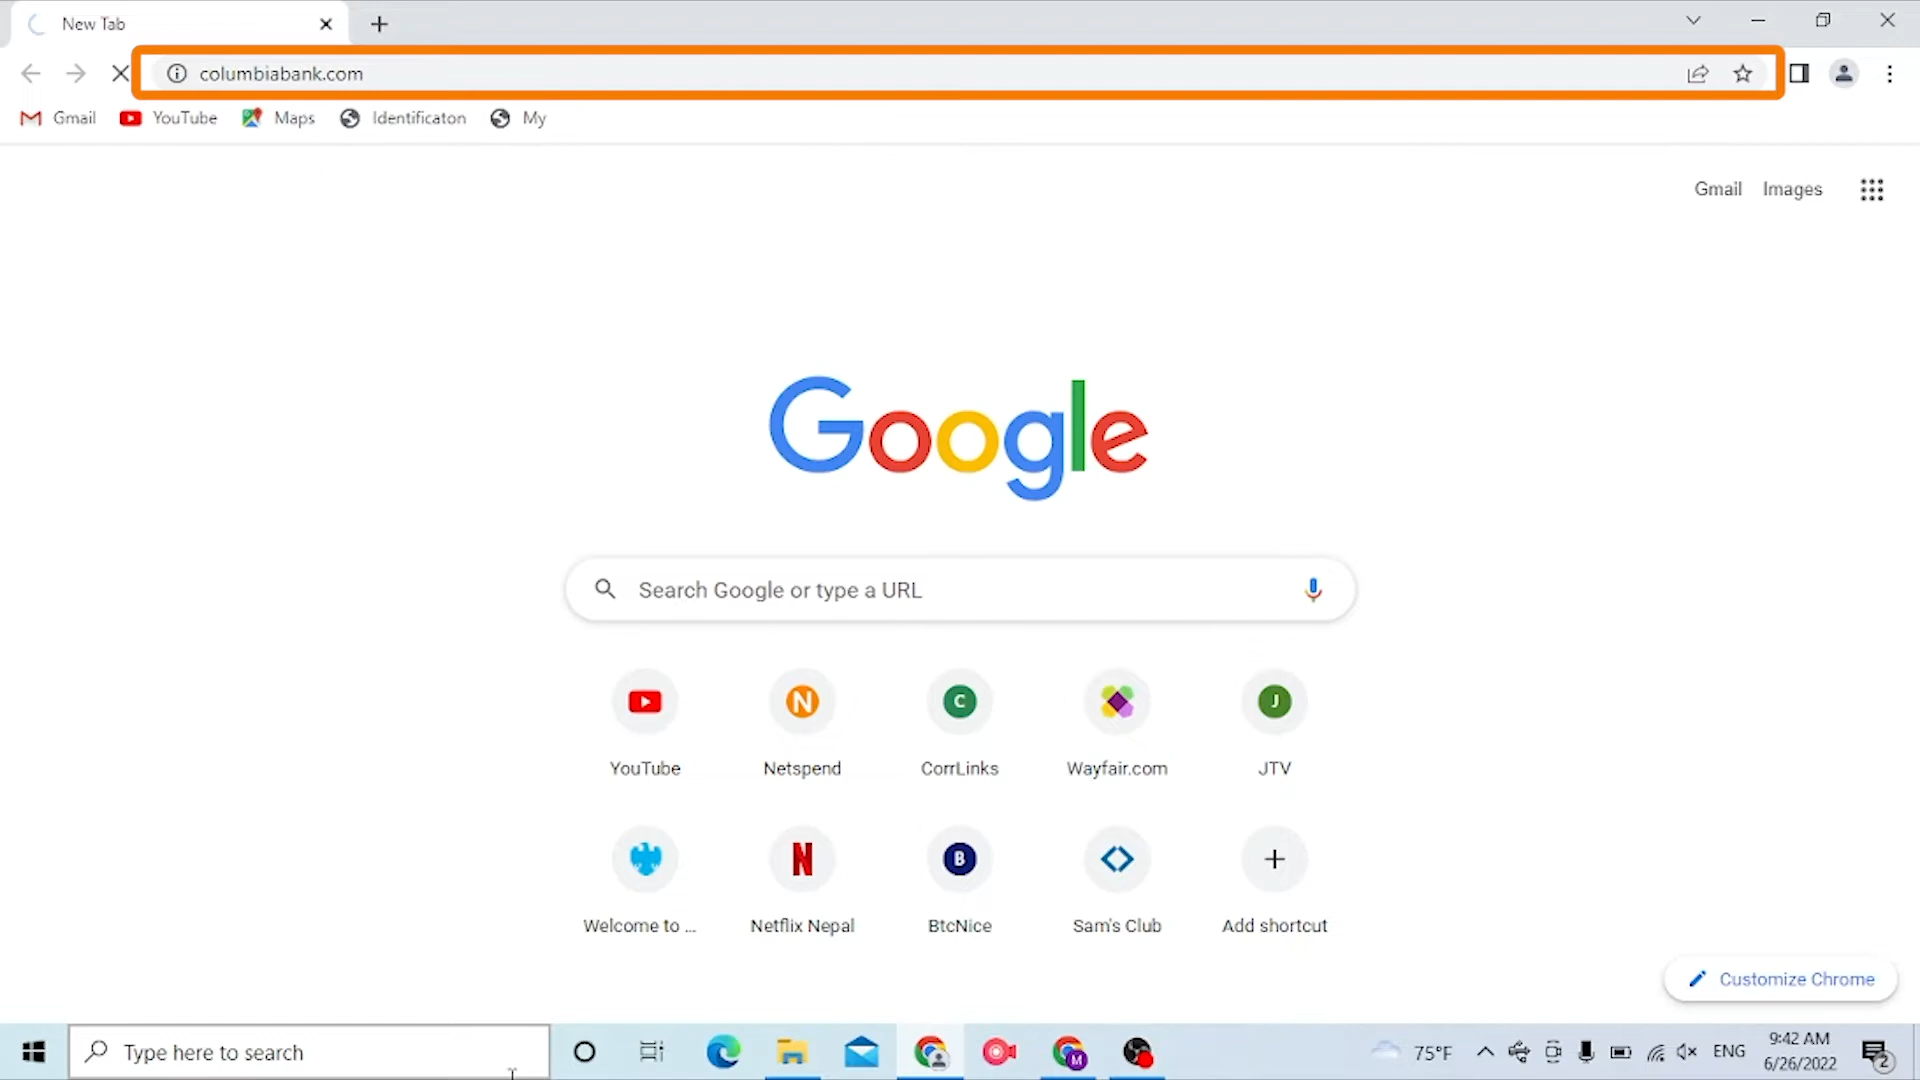 New Tab
columbiabank.com
Gmail YouTube Maps Identificaton My
Gmail Images
Google
Search Google or type a URL
N C J
YouTube Netspend CorrLinks Wayfair.com JTV
N B
Welcome to ... Netflix Nepal BtcNice Sam's Club Add shortcut
Customize Chrome
Type here to search
M
75°F ENG
9:42 AM
6/26/2022
2